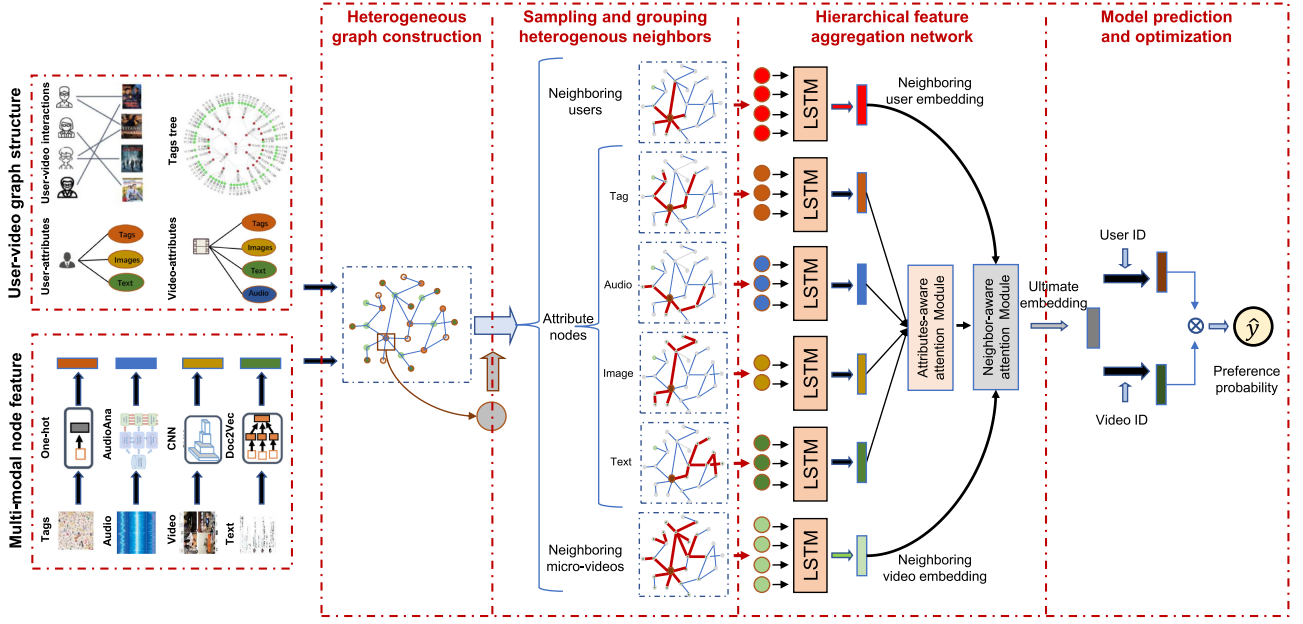 Heterogeneous
graph construction
Sampling and grouping
heterogenous neighbors
Hierarchical feature
aggregation network
Model prediction
and optimization
User-video graph structure
User-video interactions
Tags tree
User-attributes
Tags
Images
Text
Video-attributes
Tags
Images
Text
Audio
Multi-modal node feature
One-hot
AudioAna
CNN
Doc2Vec
Tags
Audio
Video
Text
Neighboring
users
Attribute
nodes
Tag
Audio
Image
Text
Neighboring
micro-videos
LSTM
LSTM
LSTM
LSTM
LSTM
LSTM
Neighboring
user embedding
Attributes-aware
attention Module
Neighbor-aware
attention Module
Neighboring
video embedding
Ultimate
embedding
User ID
Video ID
ŷ
Preference
probability